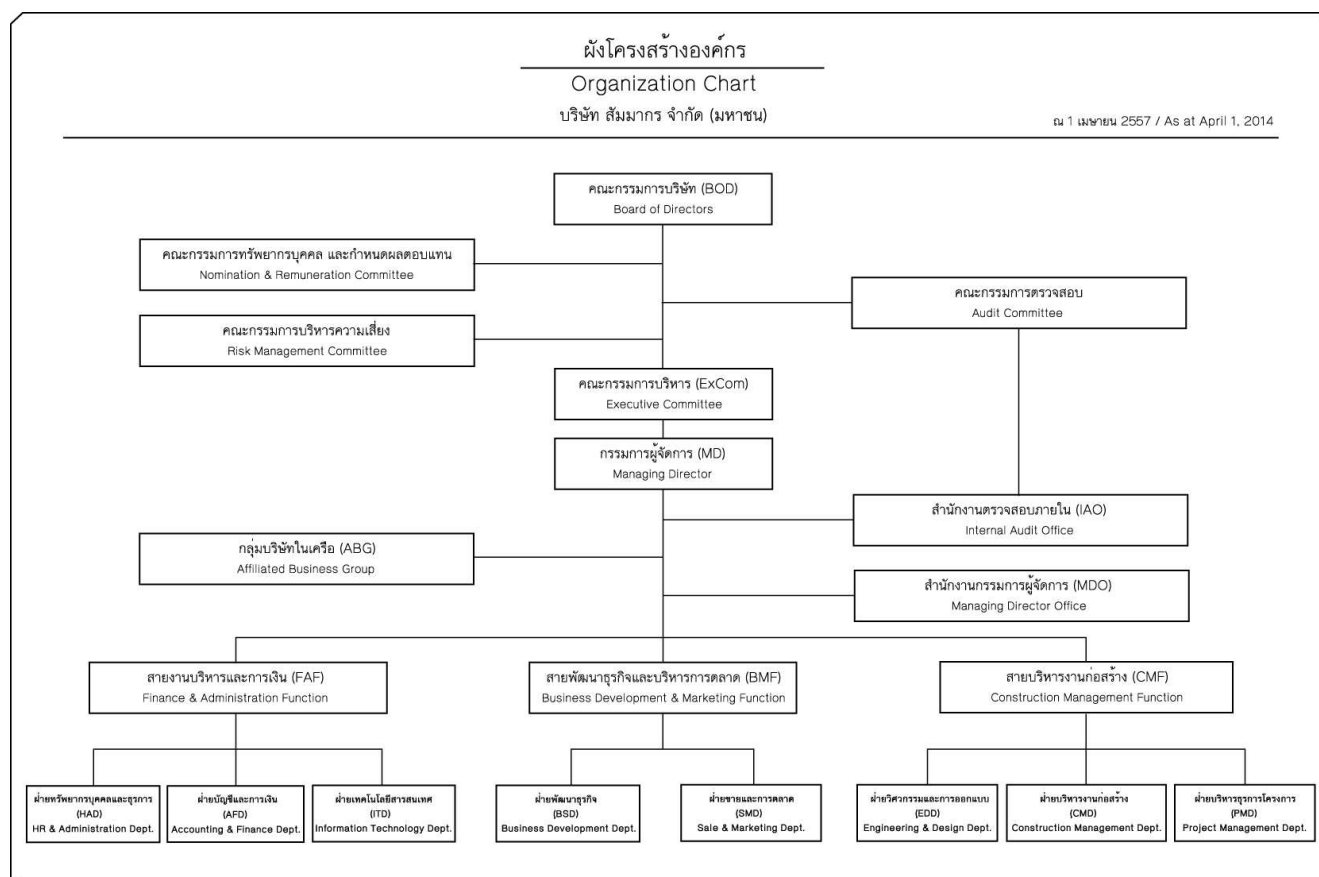 ผังโครงสร้างองค์กร
Organization Chart
บริษัท สัมมากร จำกัด (มหาชน)
ณ 1 เมษายน 2557 / As at April 1, 2014
คณะกรรมการบริษัท (BOD)
Board of Directors
คณะกรรมการทรัพยากรบุคคล และกำหนดผลตอบแทน
Nomination & Remuneration Committee
คณะกรรมการตรวจสอบ
Audit Committee
คณะกรรมการบริหารความเสี่ยง
Risk Management Committee
คณะกรรมการบริหาร (ExCom)
Executive Committee
กรรมการผู้จัดการ (MD)
Managing Director
สำนักงานตรวจสอบภายใน (IAO)
Internal Audit Office
กลุ่มบริษัทในเครือ (ABG)
Affiliated Business Group
สำนักงานกรรมการผู้จัดการ (MDO)
Managing Director Office
สายงานบริหารและการเงิน (FAF)
Finance & Administration Function
สายพัฒนาธุรกิจและบริหารการตลาด (BMF)
Business Development & Marketing Function
สายบริหารงานก่อสร้าง (CMF)
Construction Management Function
ฝ่ายทรัพยากรบุคคลและธุรการ
(HAD)
HR & Administration Dept.
ฝ่ายบัญชีและการเงิน
(AFD)
Accounting & Finance Dept.
ฝ่ายเทคโนโลยีสารสนเทศ
(ITD)
Information Technology Dept.
ฝ่ายพัฒนาธุรกิจ
(BSD)
Business Development Dept.
ฝ่ายขายและการตลาด
(SMD)
Sale & Marketing Dept.
ฝ่ายวิศวกรรมและการออกแบบ
(EDD)
Engineering & Design Dept.
ฝ่ายบริหารงานก่อสร้าง
(CMD)
Construction Management Dept.
ฝ่ายบริหารธุรการโครงการ
(PMD)
Project Management Dept.